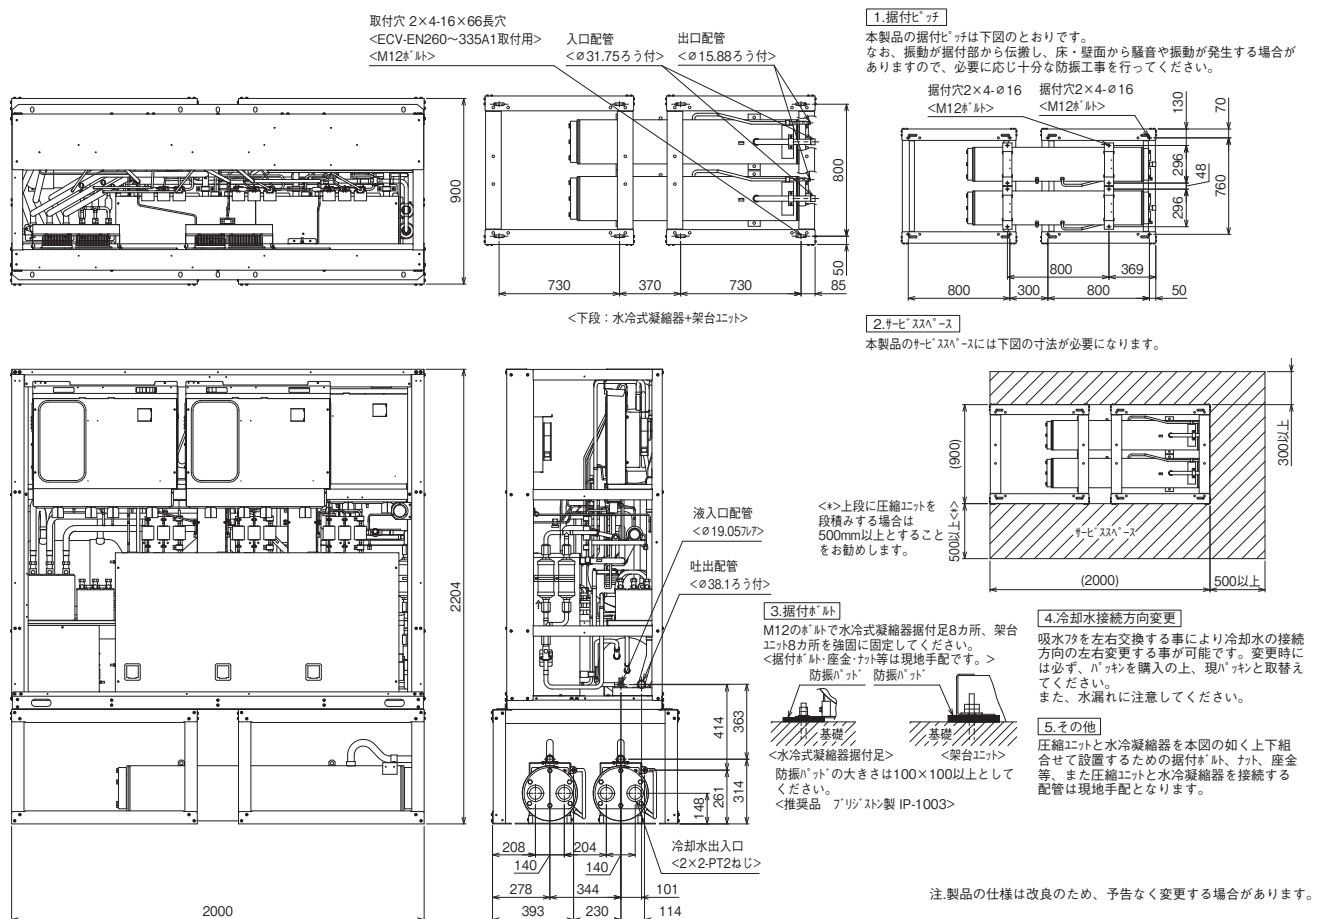 取付穴 2×4-16×66長穴
<ECV-EN260～335A1取付用>
<M12ﾎﾞﾙﾄ>
入口配管
<ø31.75ろう付>
出口配管
<ø15.88ろう付>
900
800
50
730
370
730
85
<下段：水冷式凝縮器+架台ﾕﾆｯﾄ>
1.据付ﾋﾟｯﾁ
本製品の据付ﾋﾟｯﾁは下図のとおりです。
なお、振動が据付部から伝搬し、床・壁面から騒音や振動が発生する場合が
ありますので、必要に応じ十分な防振工事を行ってください。
据付穴2×4-ø16
<M12ﾎﾞﾙﾄ>
据付穴2×4-ø16
<M12ﾎﾞﾙﾄ>
130
70
296
48
296
760
800
369
800
300
800
50
2.ｻｰﾋﾞｽｽﾍﾟｰｽ
本製品のｻｰﾋﾞｽｽﾍﾟｰｽには下図の寸法が必要になります。
(900)
300以上
<*>上段に圧縮ﾕﾆｯﾄを
段積みする場合は
500mm以上とすること
をお勧めします。
500以上<*>
ｻｰﾋﾞｽｽﾍﾟｰｽ
(2000)
500以上
2204
液入口配管
<ø19.05ﾌﾚｱ>
吐出配管
<ø38.1ろう付>
414
363
148
261
314
冷却水出入口
<2×2-PT2ねじ>
208
204
140
140
278
344
101
393
230
114
2000
3.据付ﾎﾞﾙﾄ
M12のﾎﾞﾙﾄで水冷式凝縮器据付足8カ所、架台
ﾕﾆｯﾄ8カ所を強固に固定してください。
<据付ﾎﾞﾙﾄ･座金･ﾅｯﾄ等は現地手配です。>
防振ﾊﾟｯﾄﾞ
防振ﾊﾟｯﾄﾞ
基礎
基礎
<水冷式凝縮器据付足>
<架台ﾕﾆｯﾄ>
防振ﾊﾟｯﾄﾞの大きさは100×100以上として
ください。
<推奨品　ﾌﾞﾘｼﾞｽﾄﾝ製 IP-1003>
4.冷却水接続方向変更
吸水ﾌﾀを左右交換する事により冷却水の接続
方向の左右変更する事が可能です。変更時に
は必ず、ﾊﾟｯｷﾝを購入の上、現ﾊﾟｯｷﾝと取替え
てください。
また、水漏れに注意してください。
5.その他
圧縮ﾕﾆｯﾄと水冷凝縮器を本図の如く上下組
合せて設置するための据付ﾎﾞﾙﾄ、ﾅｯﾄ、座金
等、また圧縮ﾕﾆｯﾄと水冷凝縮器を接続する
配管は現地手配となります。
注.製品の仕様は改良のため、予告なく変更する場合があります。